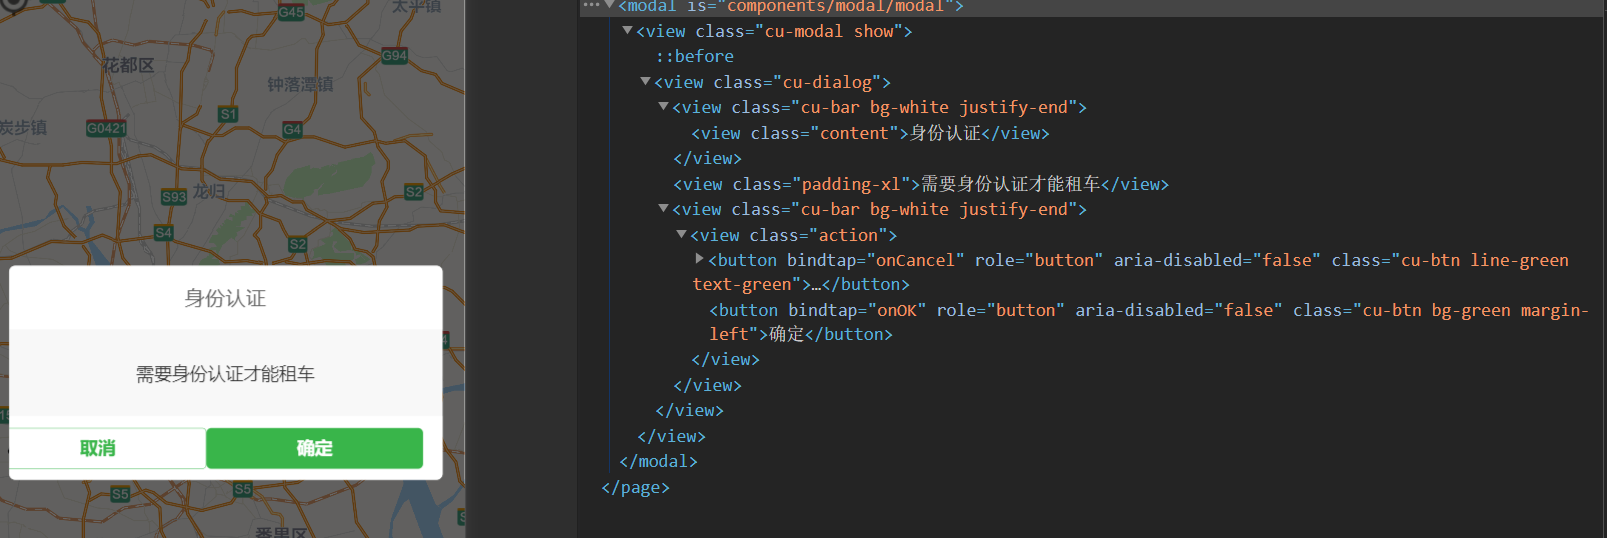 太平镇
G45
G94
花都区
钟落潭镇
S1
炭步镇
G0421
G4
S93
龙归
S2
S4
S2
身份认证
需要身份认证才能租车
取消
确定
S5
S5
番禺区
<modal is="components/modal/modal">
<view class="cu-modal show">
::before
<view class="cu-dialog">
<view class="cu-bar bg-white justify-end">
<view class="content">身份认证</view>
</view>
<view class="padding-xl">需要身份认证才能租车</view>
<view class="cu-bar bg-white justify-end">
<view class="action">
<button bindtap="onCancel" role="button" aria-disabled="false" class="cu-btn line-green
text-green">…</button>
<button bindtap="onOK" role="button" aria-disabled="false" class="cu-btn bg-green margin-
left">确定</button>
</view>
</view>
</view>
</view>
</modal>
</page>